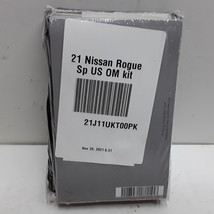 21 Nissan Rogue
Sp US OM kit
21J11UKT00PK